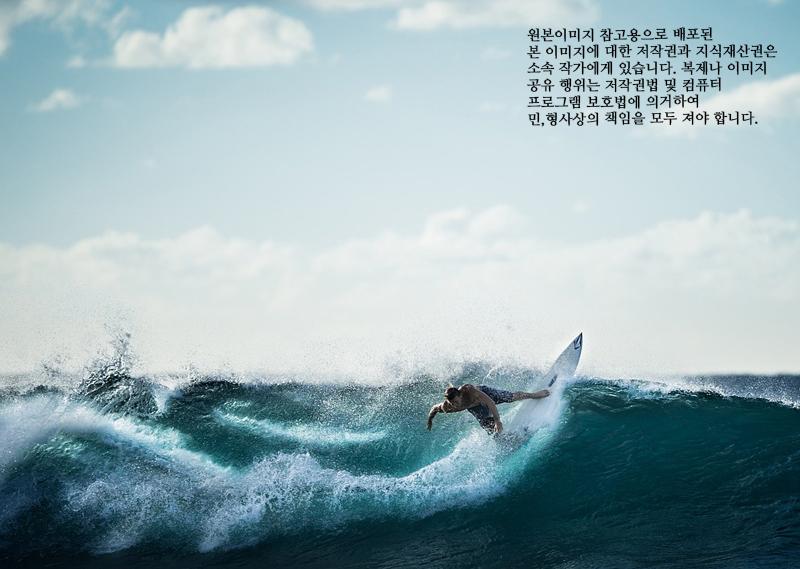 원본이미지 참고용으로 배포된
본 이미지에 대한 저작권과 지식재산권은
소속 작가에게 있습니다. 복제나 이미지
공유 행위는 저작권법 및 컴퓨터
프로그램 보호법에 의거하여
민,형사상의 책임을 모두 져야 합니다.